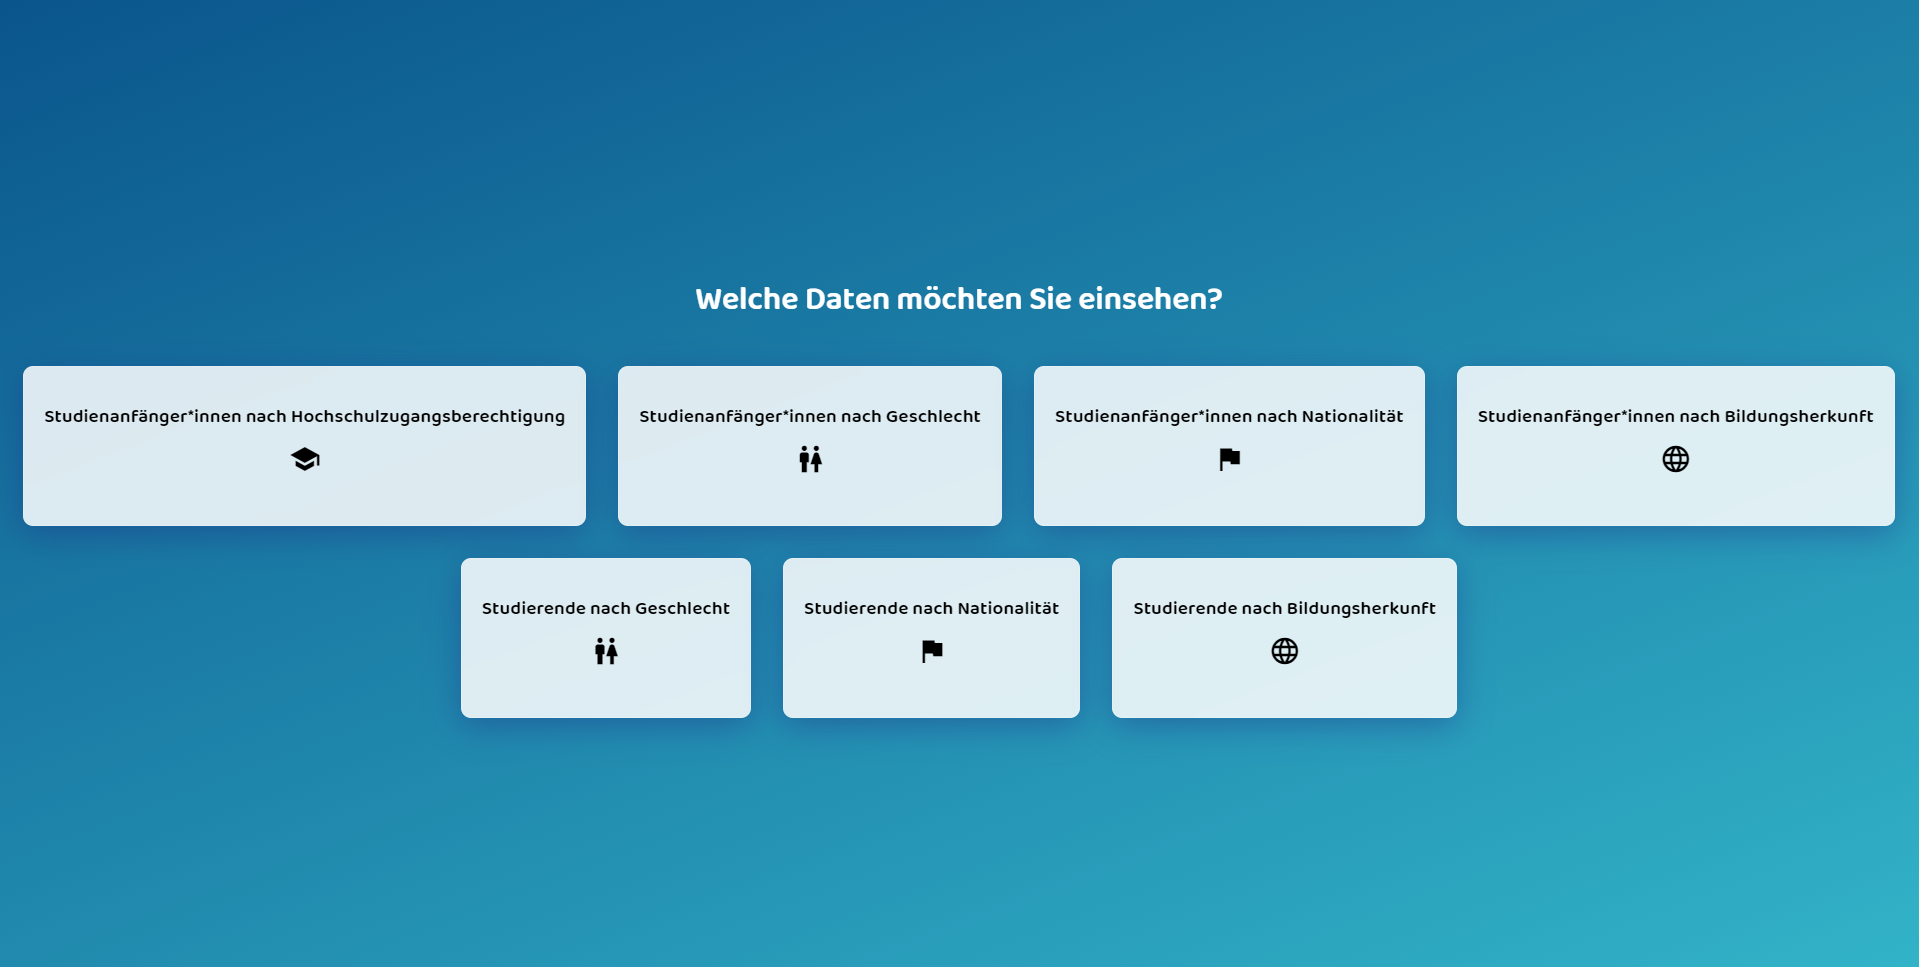 Welche Daten möchten Sie einsehen?
Studienanfänger*innen nach Hochschulzugangsberechtigung
Studienanfänger*innen nach Geschlecht
Studienanfänger*innen nach Nationalität
Studienanfänger*innen nach Bildungsherkunft
Studierende nach Geschlecht
Studierende nach Nationalität
Studierende nach Bildungsherkunft